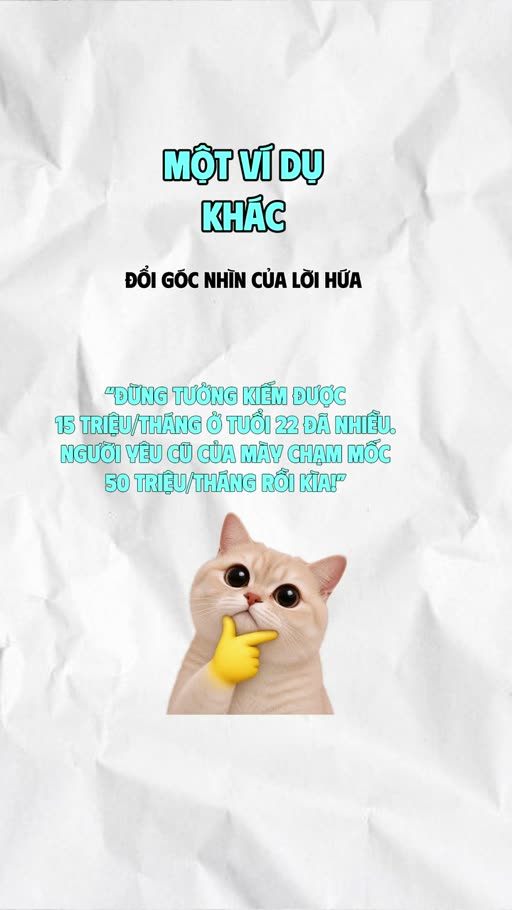 MỘT VÍ DỤ
KHÁC
ĐỔI GÓC NHÌN CỦA LỜI HỨA
“ĐỪNG TƯỞNG KIẾM ĐƯỢC
15 TRIỆU/THÁNG Ở TUỔI 22 ĐÃ NHIỀU.
NGƯỜI YÊU CŨ CỦA MÀY CHẠM MỐC
50 TRIỆU/THÁNG RỒI KÌA!”